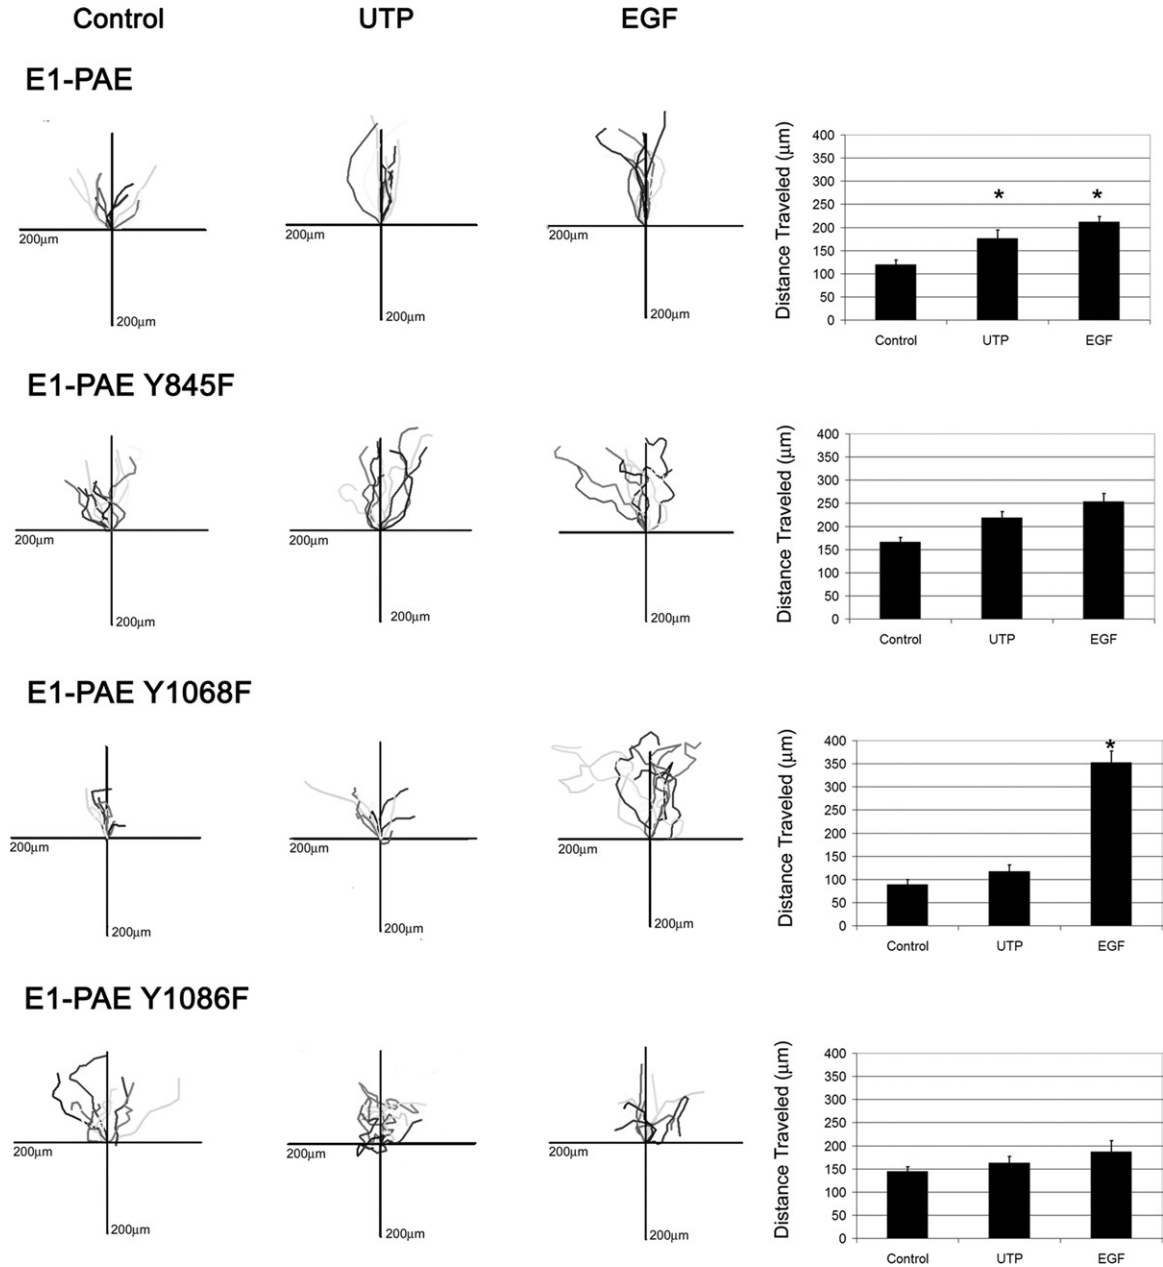 Control UTP EGF
E1-PAE
200µm
200µm
200µm
200µm
200µm
200µm
Distance Traveled (µm)
400
350
300
250
200
150
100
50
0
* *
Control UTP EGF
E1-PAE Y845F
200µm
200µm
200µm
200µm
200µm
200µm
Distance Traveled (µm)
400
350
300
250
200
150
100
50
0
Control UTP EGF
E1-PAE Y1068F
200µm
200µm
200µm
200µm
200µm
200µm
Distance Traveled (µm)
400
350
300
250
200
150
100
50
0
*
Control UTP EGF
E1-PAE Y1086F
200µm
200µm
200µm
200µm
200µm
200µm
Distance Traveled (µm)
400
350
300
250
200
150
100
50
0
Control UTP EGF